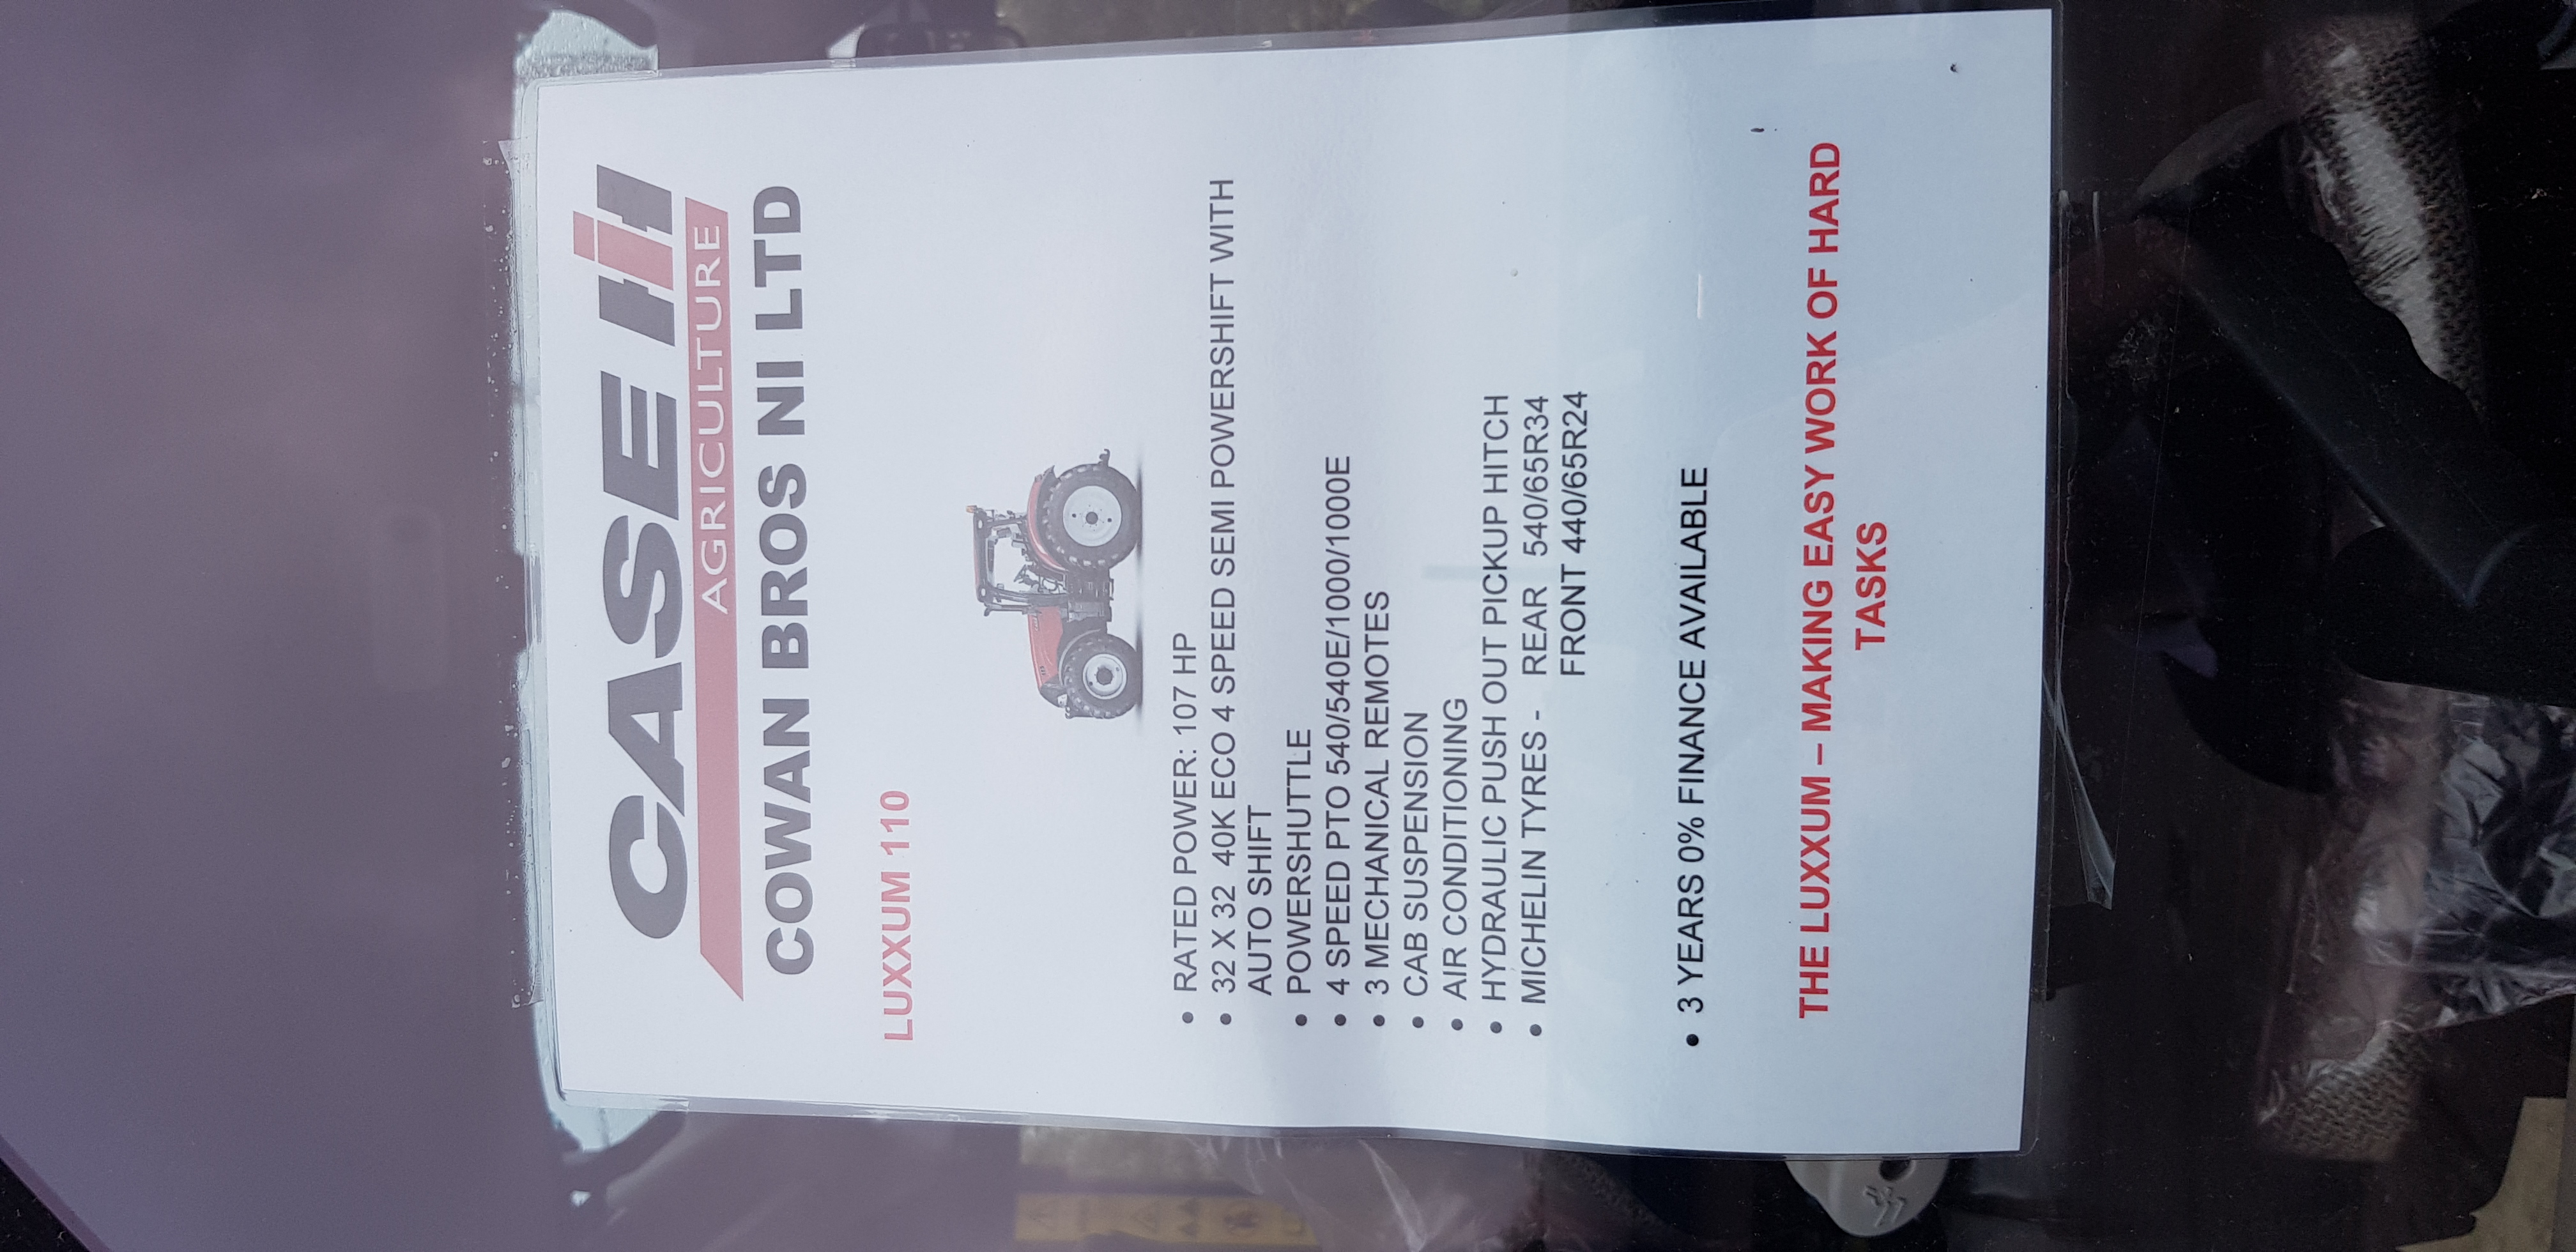 CASE IH
AGRICULTURE
COWAN BROS NI LTD
LUXXUM 110
• RATED POWER: 107 HP
• 32 X 32 40K ECO 4 SPEED SEMI POWERSHIFT WITH
AUTO SHIFT
• POWERSHUTTLE
• 4 SPEED PTO 540/540E/1000/1000E
• 3 MECHANICAL REMOTES
• CAB SUSPENSION
• AIR CONDITIONING
• HYDRAULIC PUSH OUT PICKUP HITCH
• MICHELIN TYRES - REAR 540/65R34
FRONT 440/65R24
• 3 YEARS 0% FINANCE AVAILABLE
THE LUXXUM – MAKING EASY WORK OF HARD
TASKS